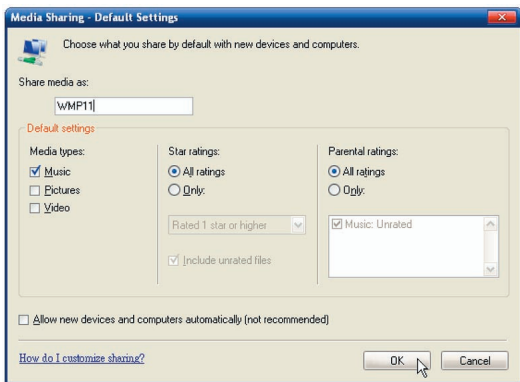 Media Sharing - Default Settings
Choose what you share by default with new devices and computers.
Share media as:
WMP11
Default settings
Media types:
Music
Pictures
Video
Star ratings:
All ratings
Only:
Rated 1 star or higher
Include unrated files
Parental ratings:
All ratings
Only:
Music: Unrated
Allow new devices and computers automatically (not recommended)
How do I customize sharing?
OK
Cancel